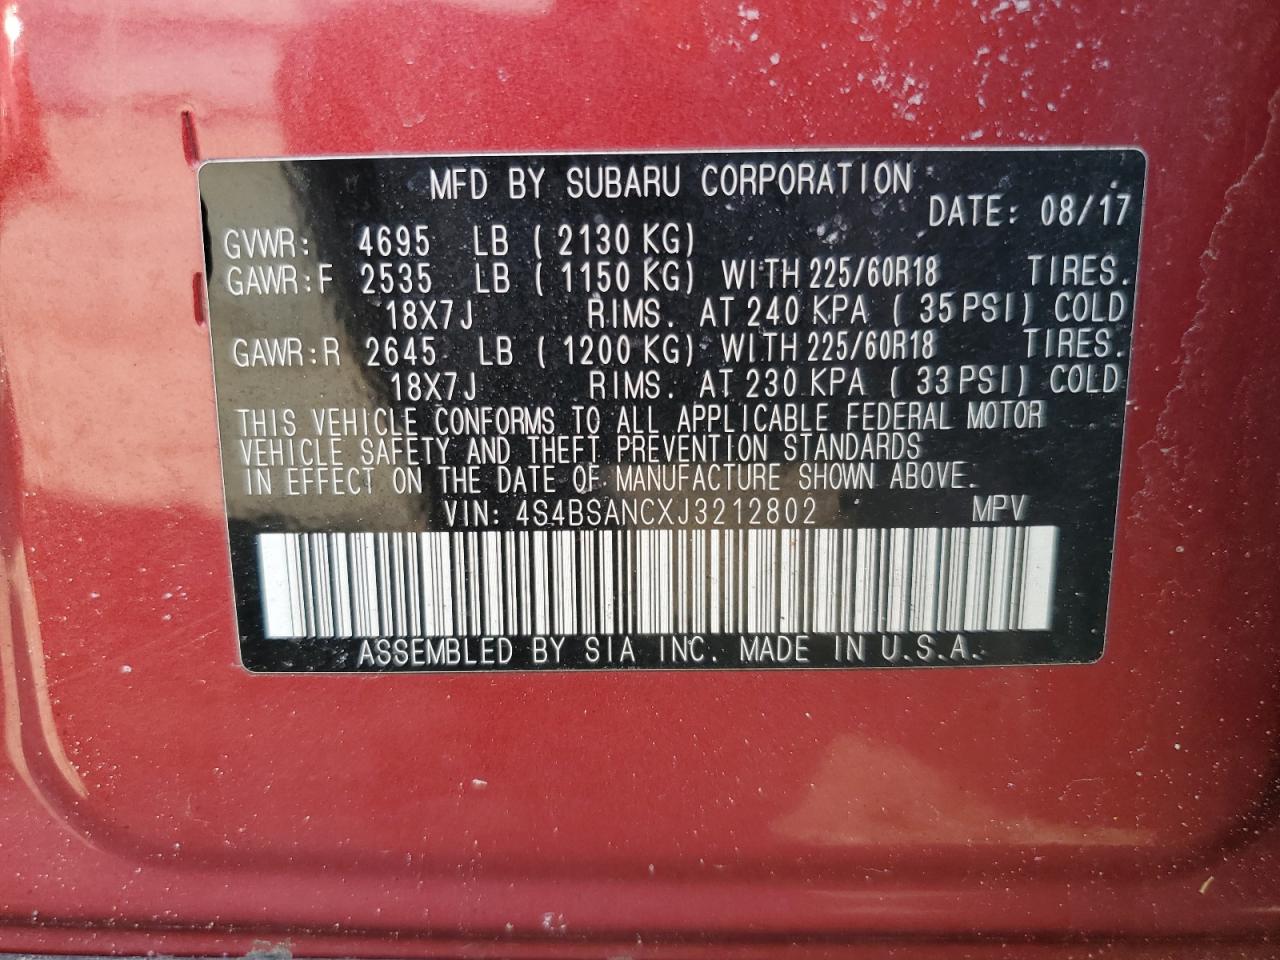 MFD BY SUBARU CORPORATION
DATE: 08/17
GVWR: 4695 LB ( 2130 KG)
GAWR:F 2535 LB ( 1150 KG) WITH 225/60R18 TIRES.
18X7J RIMS. AT 240 KPA ( 35 PSI) COLD
GAWR:R 2645 LB ( 1200 KG) WITH 225/60R18 TIRES.
18X7J RIMS. AT 230 KPA ( 33 PSI) COLD
THIS VEHICLE CONFORMS TO ALL APPLICABLE FEDERAL MOTOR
VEHICLE SAFETY AND THEFT PREVENTION STANDARDS
IN EFFECT ON THE DATE OF MANUFACTURE SHOWN ABOVE.
VIN: 4S4BSANCXJ3212802 MPV
ASSEMBLED BY SIA INC. MADE IN U.S.A.